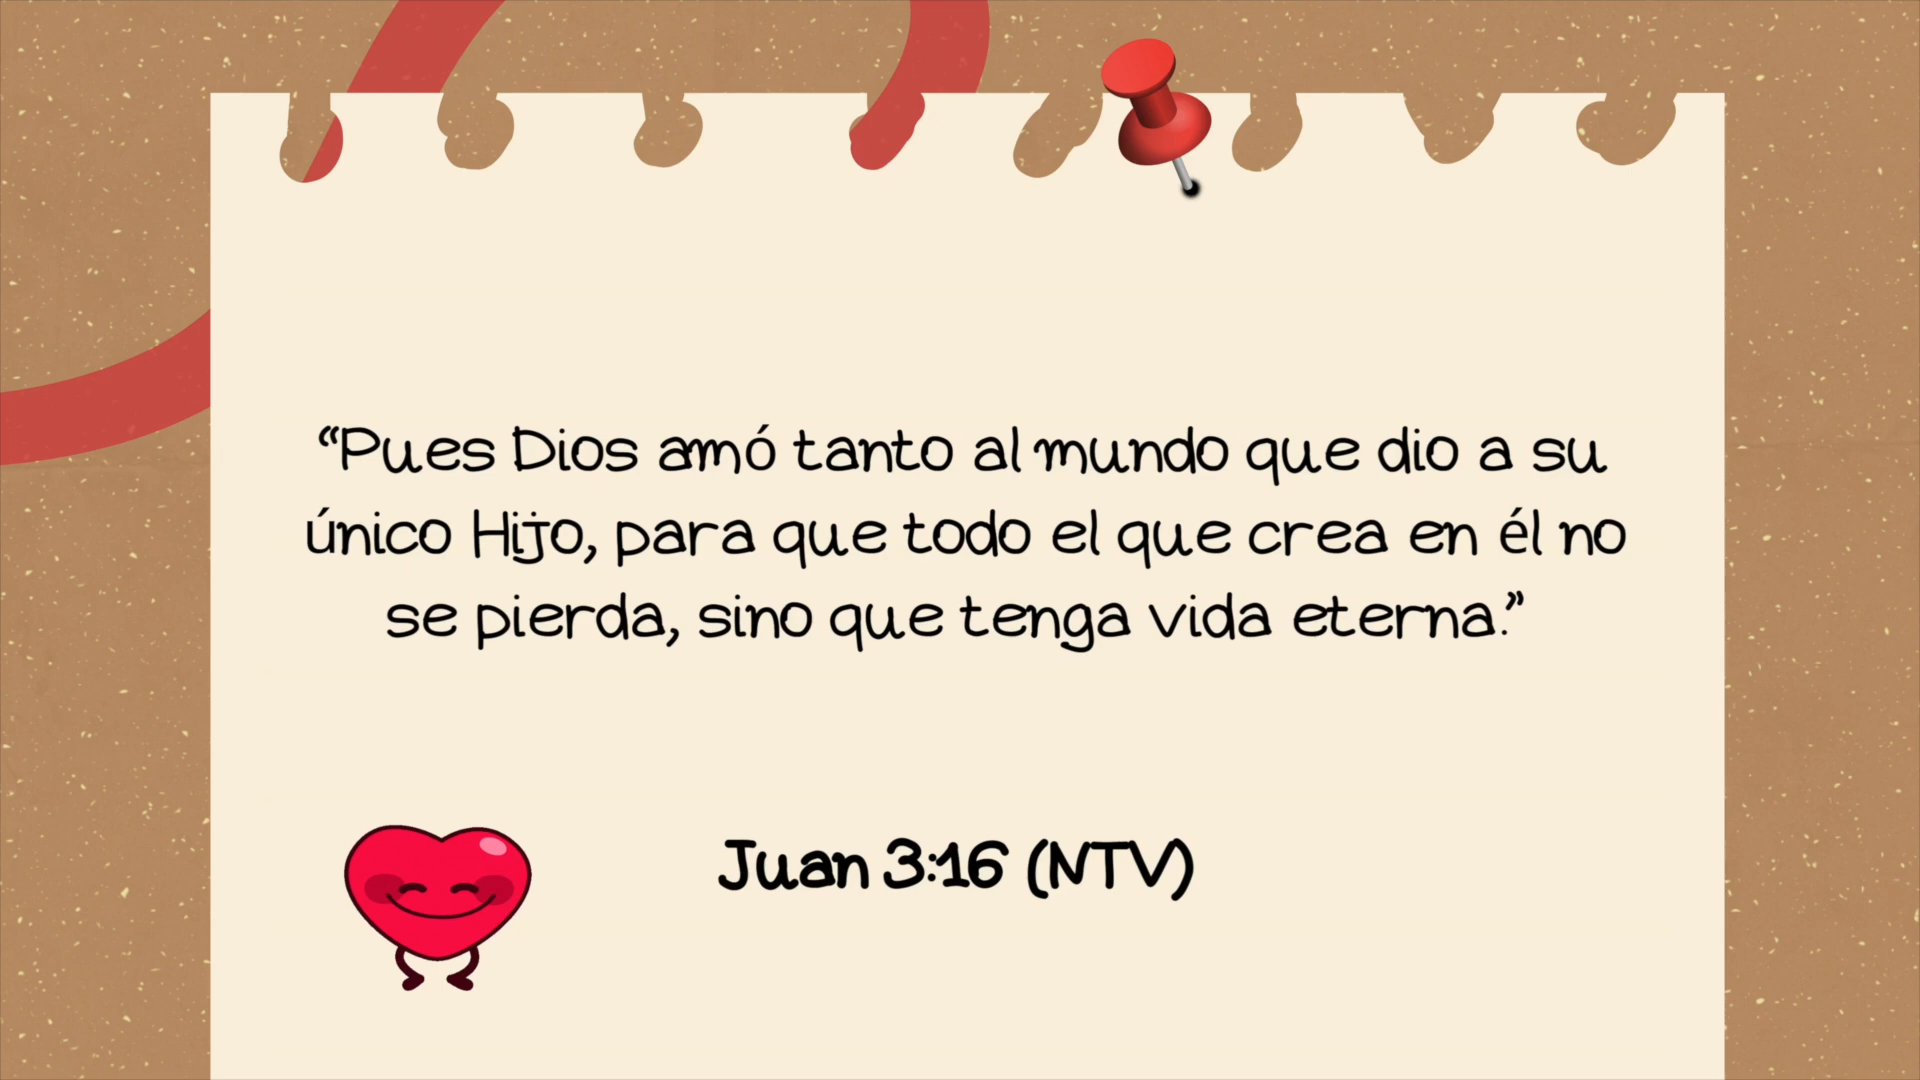 “Pues Dios amó tanto al mundo que dio a su
único Hijo, para que todo el que crea en él no
se pierda, sino que tenga vida eterna.”
Juan 3:16 (NTV)